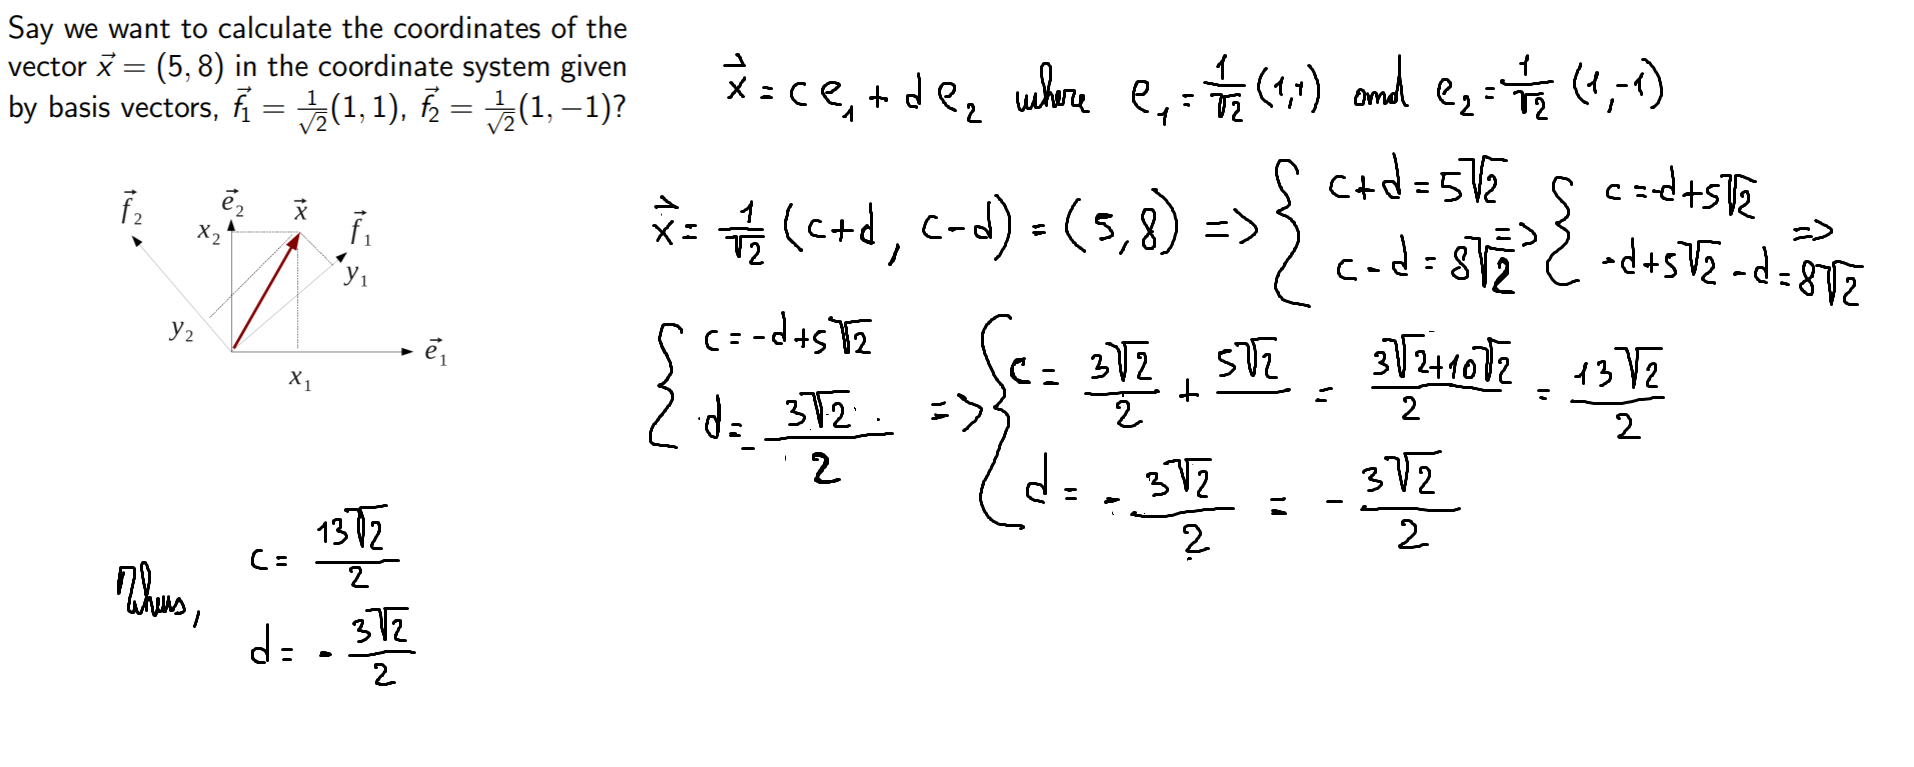 Say we want to calculate the coordinates of the
vector x⃗ = (5, 8) in the coordinate system given
by basis vectors, f⃗₁ = 1/√2(1, 1), f⃗₂ = 1/√2(1, −1)?
f⃗₂ e⃗₂ x⃗ f⃗₁
x₂
y₁
y₂
e⃗₁
x₁
x⃗ = c e₁ + d e₂ where e₁ = 1/√2 (1,1) and e₂ = 1/√2 (1,-1)
x⃗ = 1/√2 (c+d, c-d) = (5,8) => { c+d = 5√2 ; c-d = 8√2 => { c = -d+5√2 ; -d+5√2-d = 8√2 =>
{ c = -d+5√2 ; d = - 3√2/2 => { c = 3√2/2 + 5√2 = 3√2+10√2/2 = 13√2/2 ; d = - 3√2/2 = - 3√2/2
Thus, c = 13√2/2
d = - 3√2/2